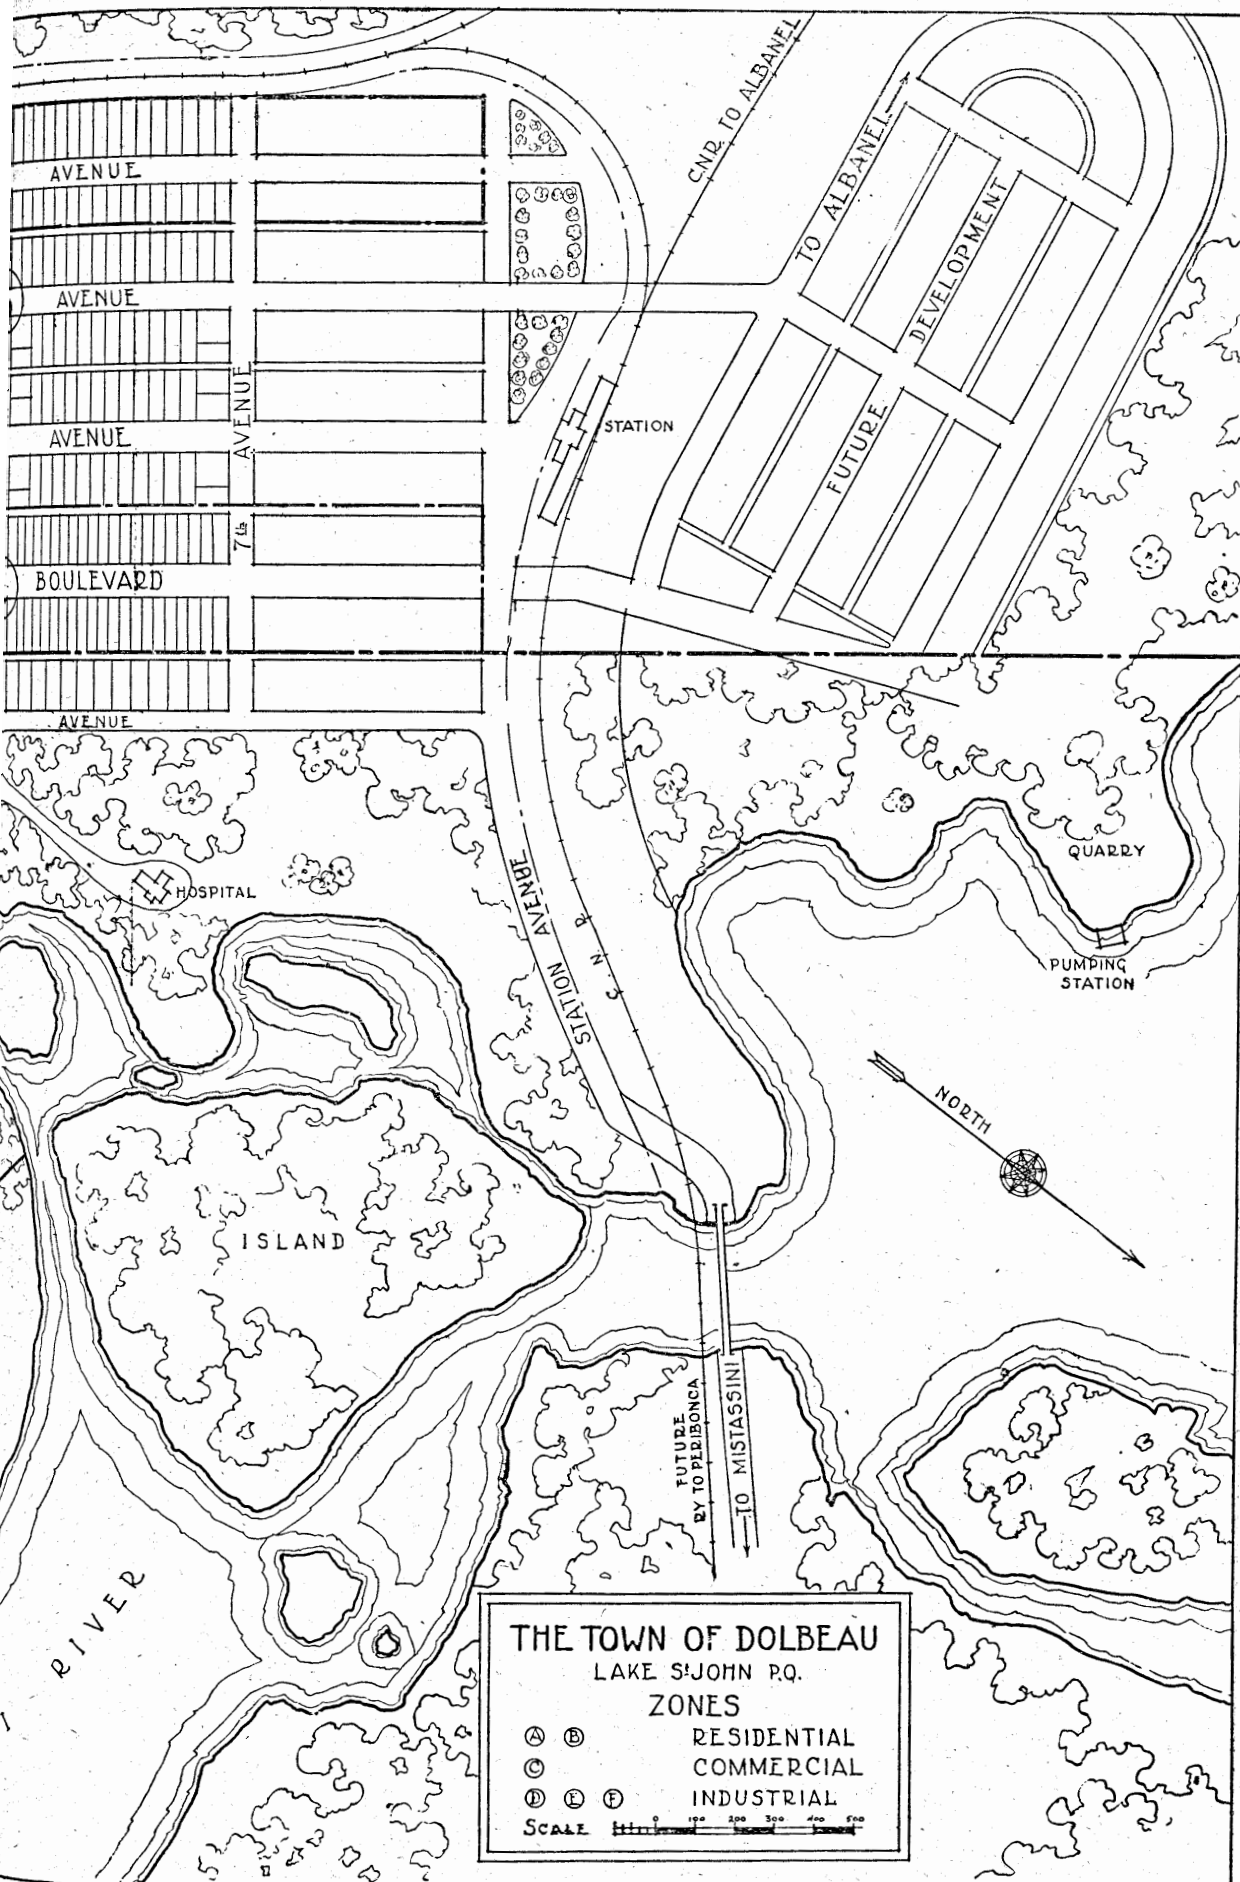 C.N.R. TO ALBANEL
TO ALBANEL
AVENUE
DEVELOPMENT
AVENUE
AVENUE
AVENUE
STATION
FUTURE
7th
BOULEVARD
AVENUE
QUARRY
HOSPITAL
STATION AVENUE
C. N. R.
PUMPING
STATION
NORTH
ISLAND
FUTURE
RY TO PERIBONCA
TO MISTASSINI
RIVER
THE TOWN OF DOLBEAU
LAKE ST JOHN P.Q.
ZONES
A B RESIDENTIAL
C COMMERCIAL
D E F INDUSTRIAL
SCALE 0 100 200 300 400 500